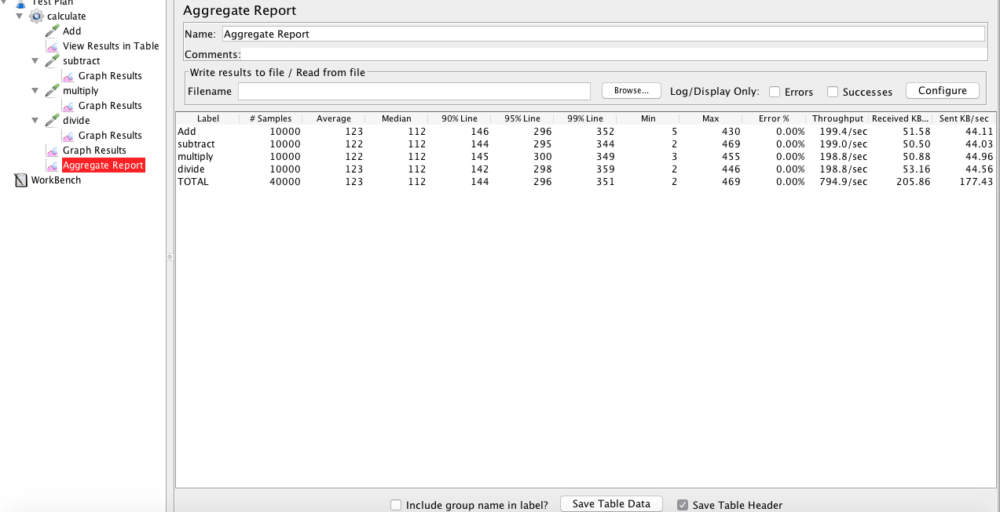 Test Plan
calculate
Add
View Results in Table
subtract
Graph Results
multiply
Graph Results
divide
Graph Results
Graph Results
Aggregate Report
WorkBench
Aggregate Report
Name: Aggregate Report
Comments:
Write results to file / Read from file
Filename Browse... Log/Display Only: Errors Successes Configure
Label # Samples Average Median 90% Line 95% Line 99% Line Min Max Error % Throughput Received KB... Sent KB/sec
Add 10000 123 112 146 296 352 5 430 0.00% 199.4/sec 51.58 44.11
subtract 10000 122 112 144 295 344 2 469 0.00% 199.0/sec 50.50 44.03
multiply 10000 122 112 145 300 349 3 455 0.00% 198.8/sec 50.88 44.96
divide 10000 123 112 142 298 359 2 446 0.00% 198.8/sec 53.16 44.56
TOTAL 40000 123 112 144 296 351 2 469 0.00% 794.9/sec 205.86 177.43
Include group name in label? Save Table Data Save Table Header